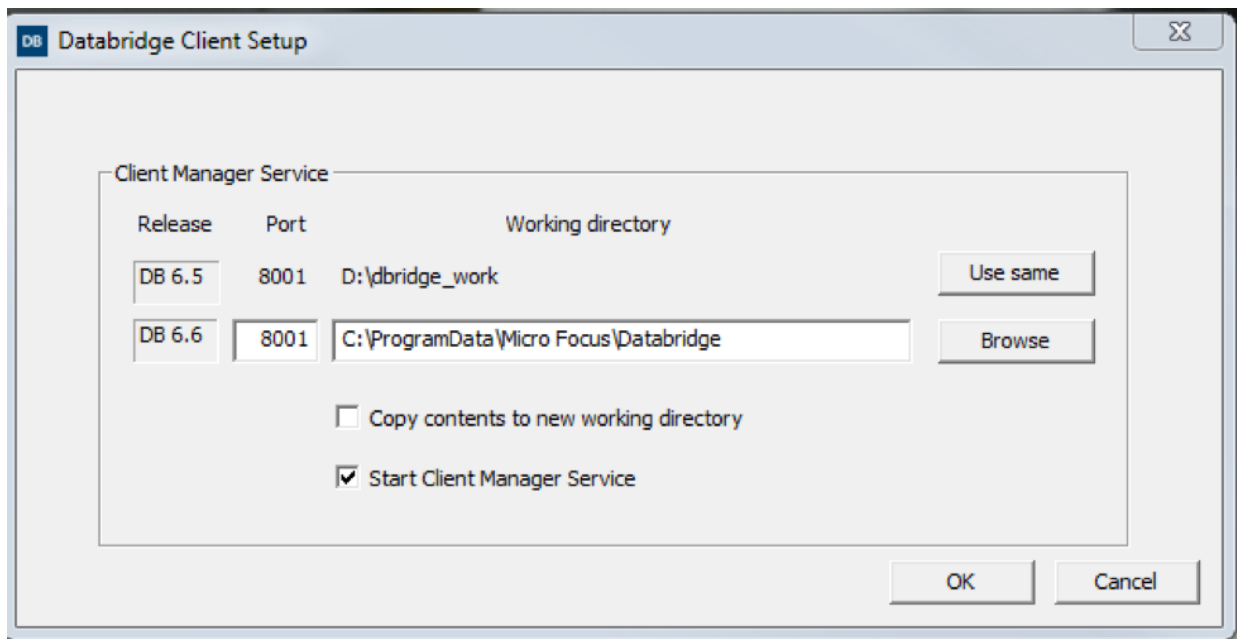 DB Databridge Client Setup
Client Manager Service
Release Port Working directory
DB 6.5 8001 D:\dbridge_work Use same
DB 6.6 8001 C:\ProgramData\Micro Focus\Databridge Browse
Copy contents to new working directory
Start Client Manager Service
OK Cancel